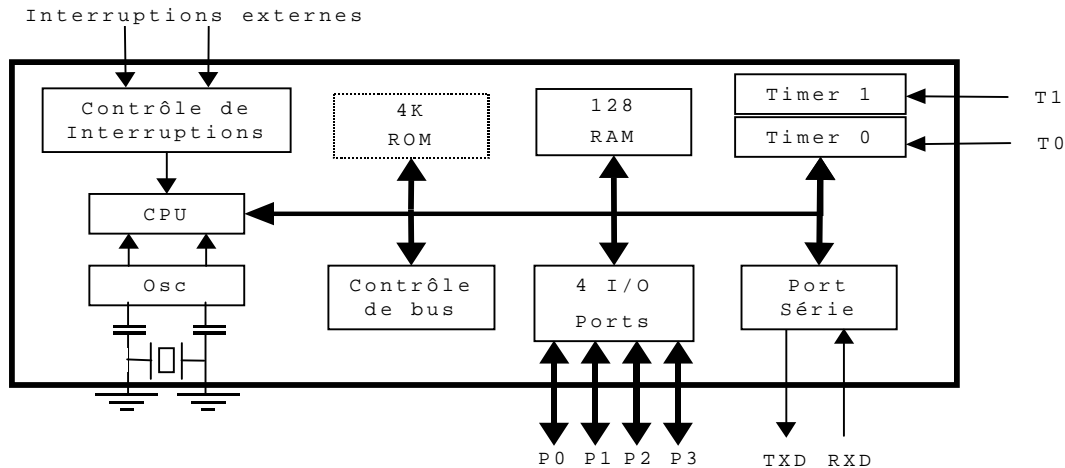 Interruptions externes
Contrôle de
Interruptions
4K
ROM
128
RAM
Timer 1
T1
Timer 0
T0
CPU
Osc
Contrôle
de bus
4 I/O
Ports
Port
Série
P0 P1 P2 P3
TXD RXD